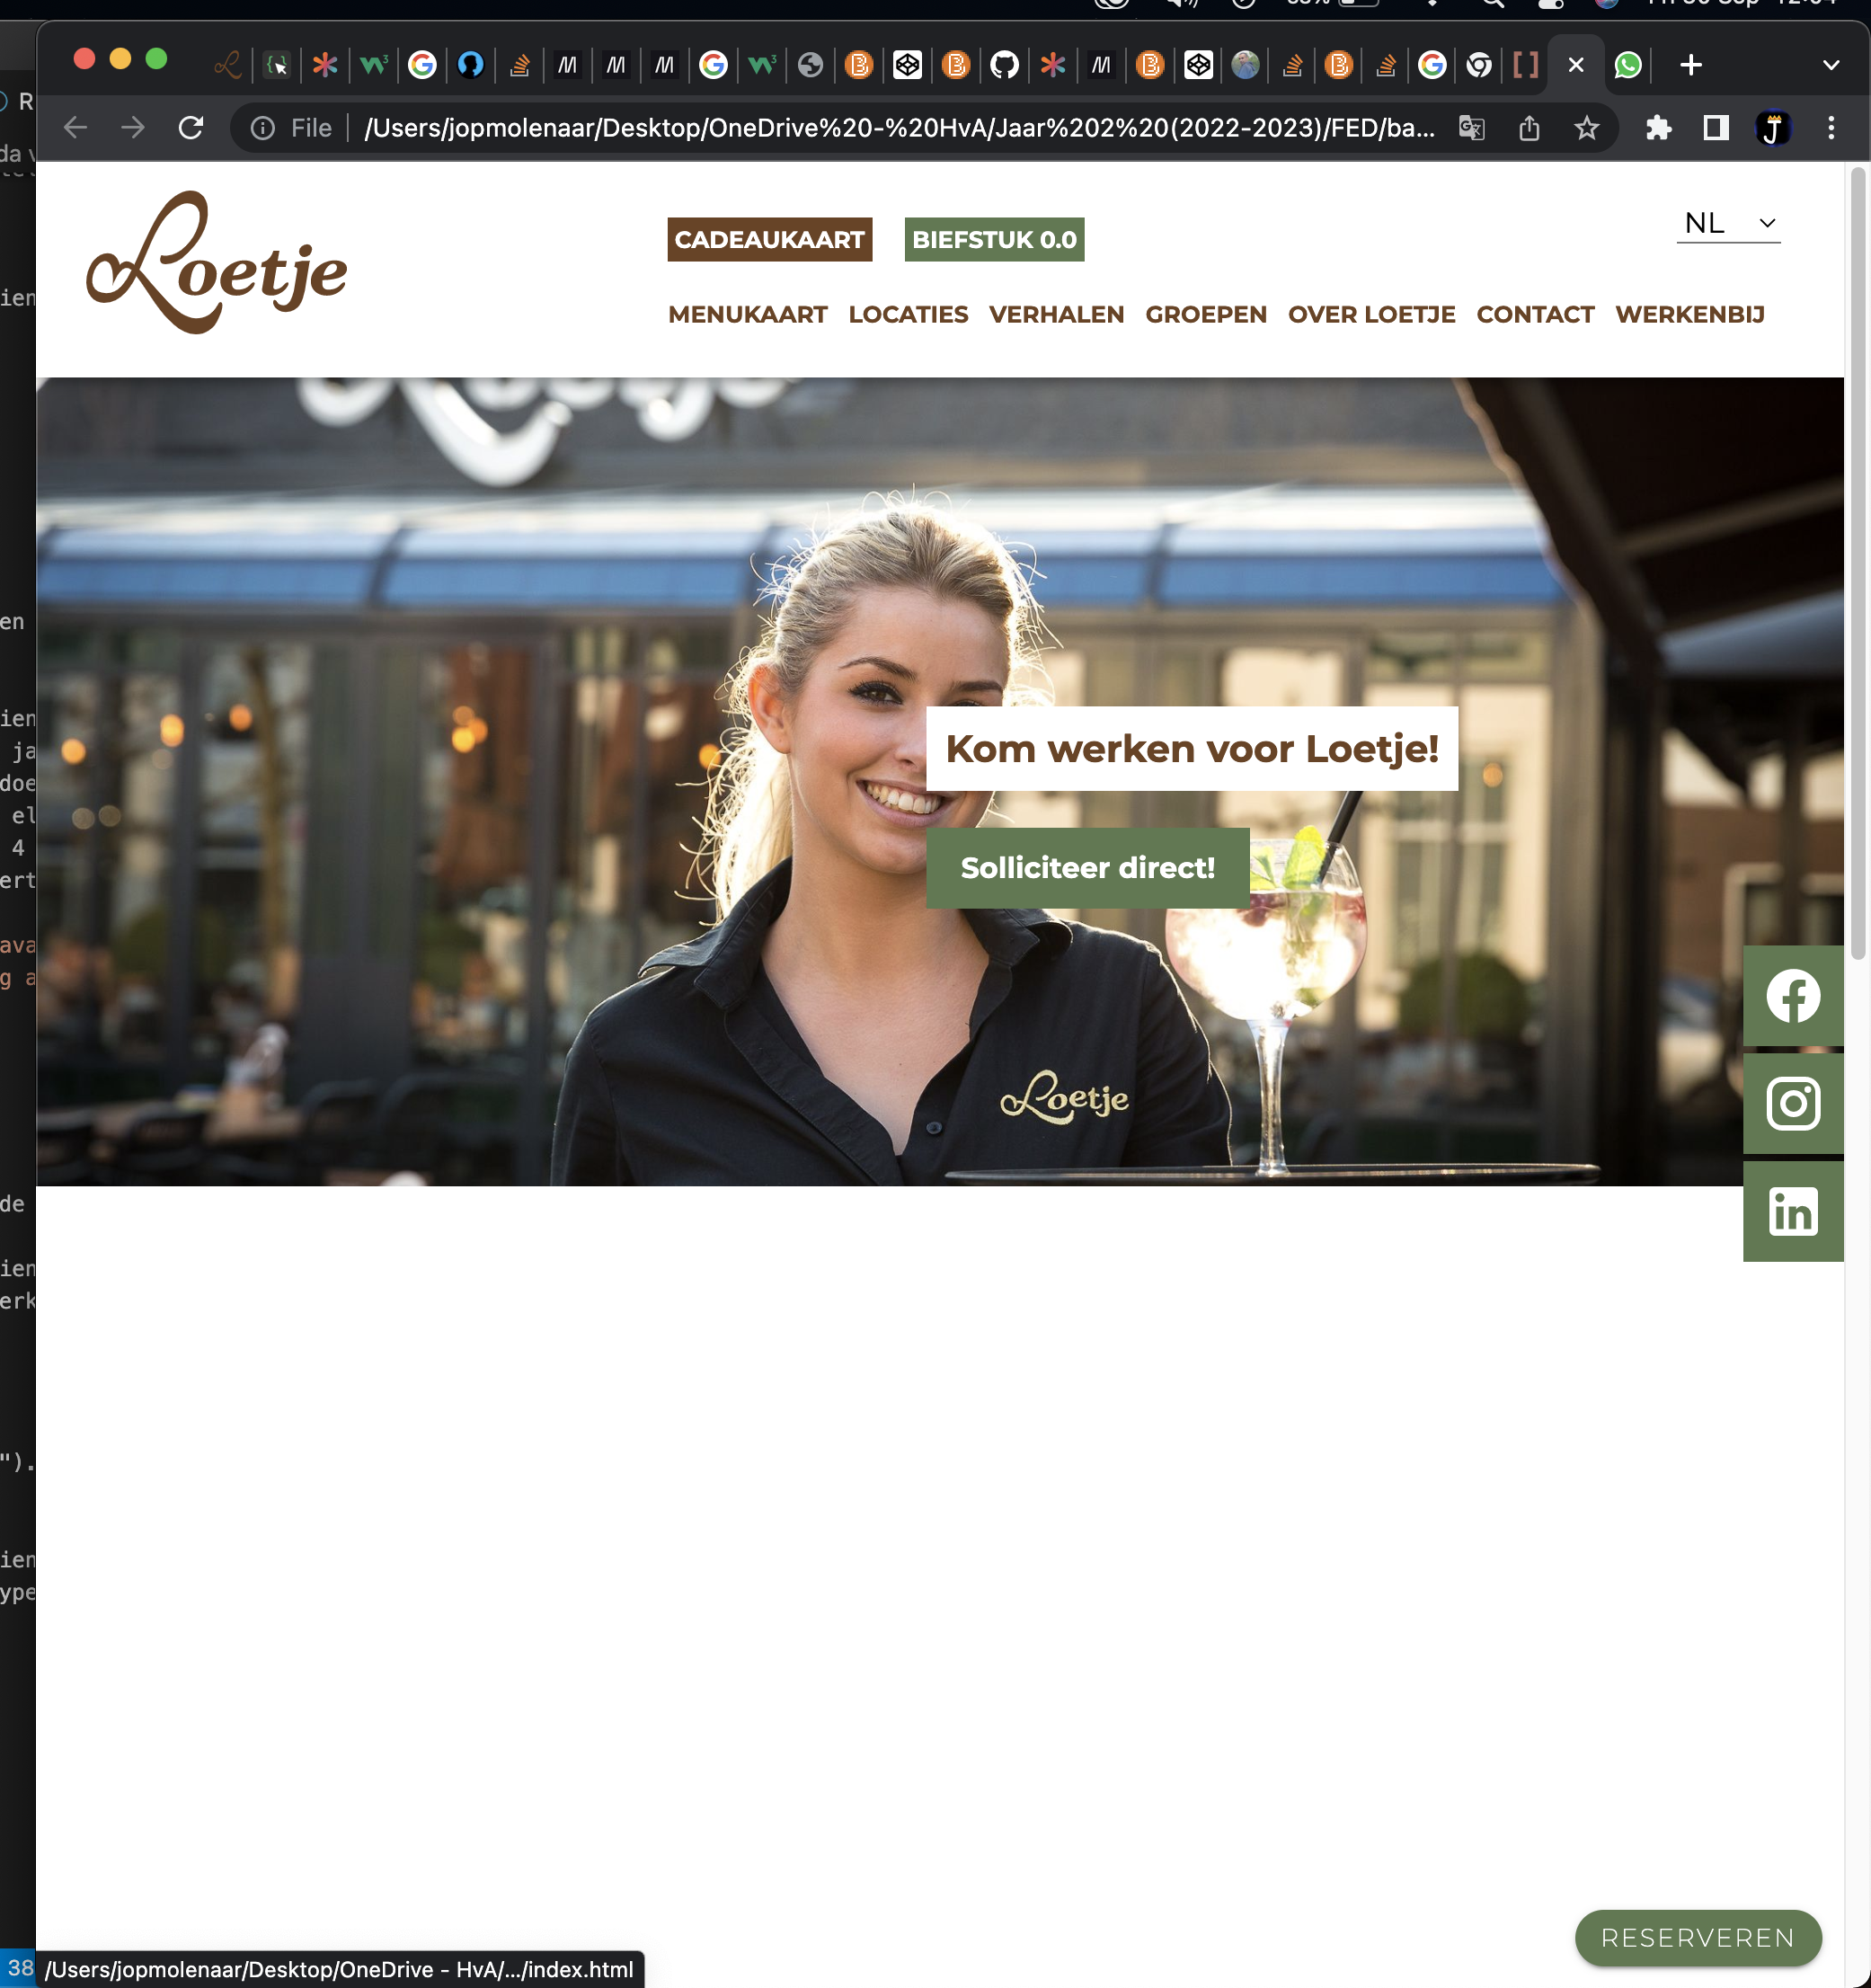 File
/Users/jopmolenaar/Desktop/OneDrive%20-%20HvA/Jaar%202%20(2022-2023)/FED/ba...
Loetje
CADEAUKAART
BIEFSTUK 0.0
NL
MENUKAART
LOCATIES
VERHALEN
GROEPEN
OVER LOETJE
CONTACT
WERKENBIJ
Kom werken voor Loetje!
Solliciteer direct!
Loetje
RESERVEREN
38
/Users/jopmolenaar/Desktop/OneDrive - HvA/.../index.html